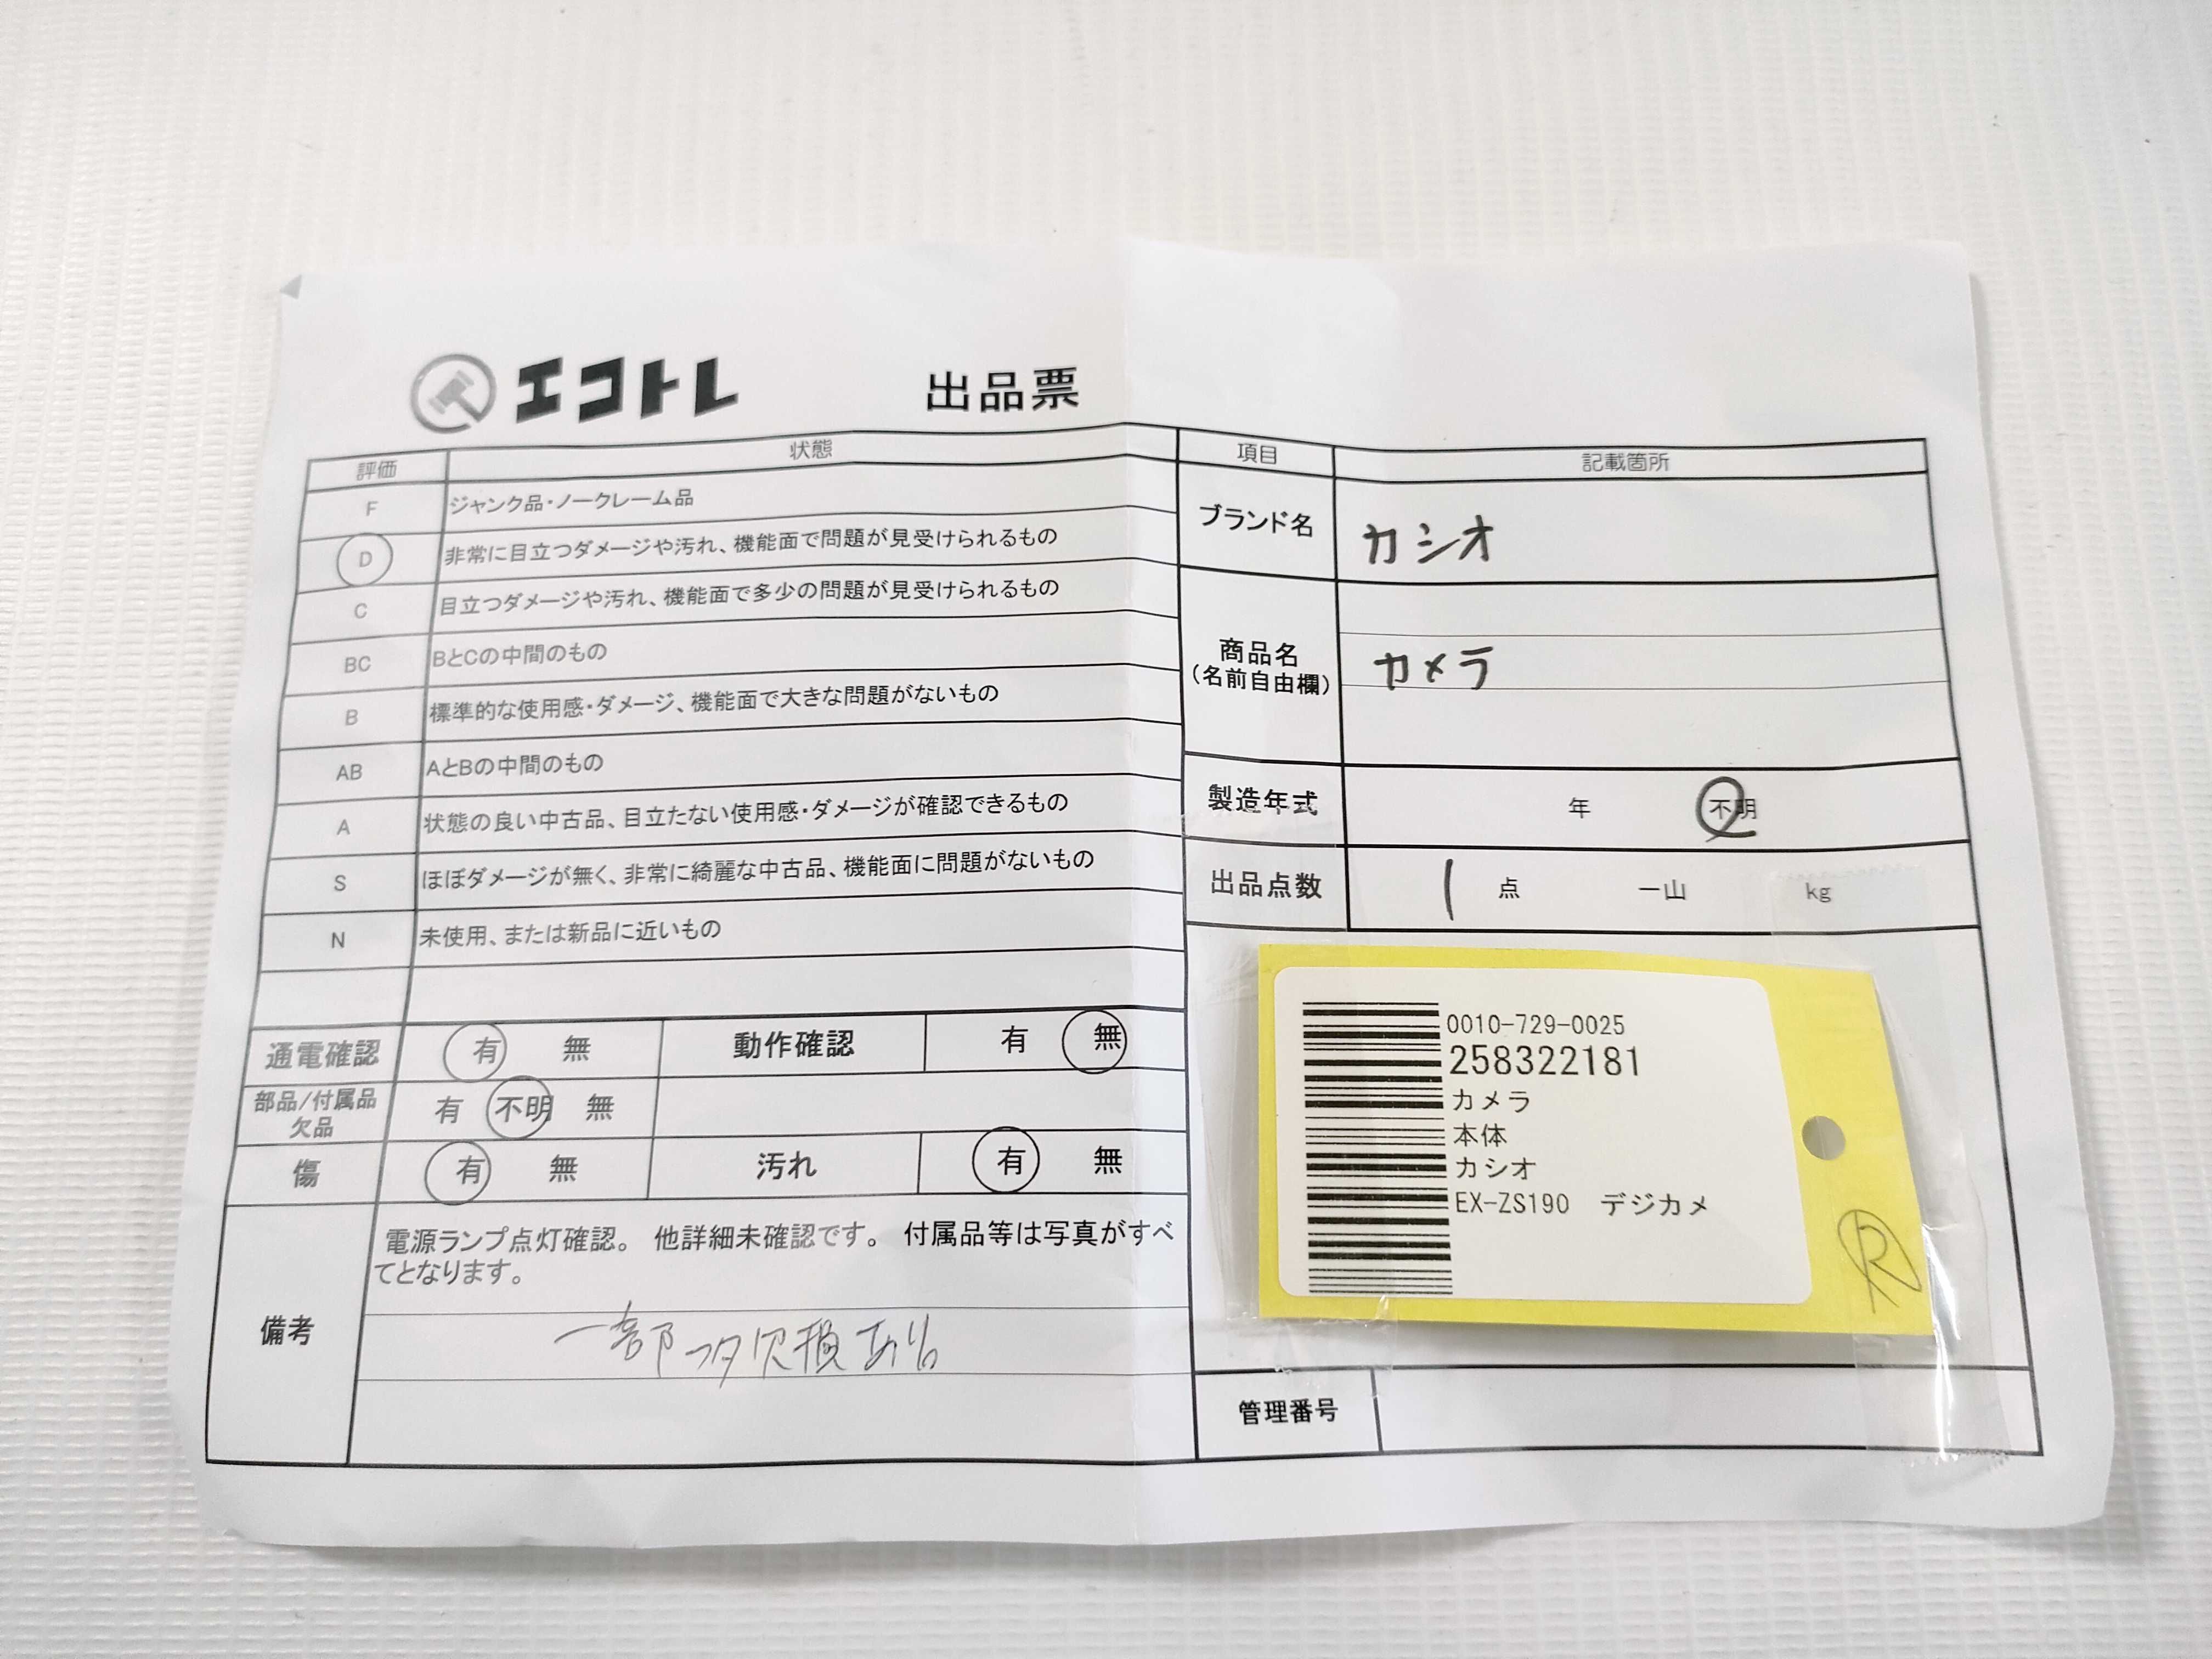 エコトレ 出品票
評価 状態
F ジャンク品・ノークレーム品
D 非常に目立つダメージや汚れ、機能面で問題が見受けられるもの
C 目立つダメージや汚れ、機能面で多少の問題が見受けられるもの
BC BとCの中間のもの
B 標準的な使用感・ダメージ、機能面で大きな問題がないもの
AB AとBの中間のもの
A 状態の良い中古品、目立たない使用感・ダメージが確認できるもの
S ほぼダメージが無く、非常に綺麗な中古品、機能面に問題がないもの
N 未使用、または新品に近いもの
通電確認 有 無 動作確認 有 無
部品/付属品
欠品
有 不明 無
傷 有 無 汚れ 有 無
備考
電源ランプ点灯確認。 他詳細未確認です。 付属品等は写真がすべ
てとなります。
一部フタ欠損あり
項目 記載箇所
ブランド名 カシオ
商品名
(名前自由欄)
カメラ
製造年式 年 不明
出品点数 1 点 一山 kg
0010-729-0025
258322181
カメラ
本体
カシオ
EX-ZS190 デジカメ
R
管理番号